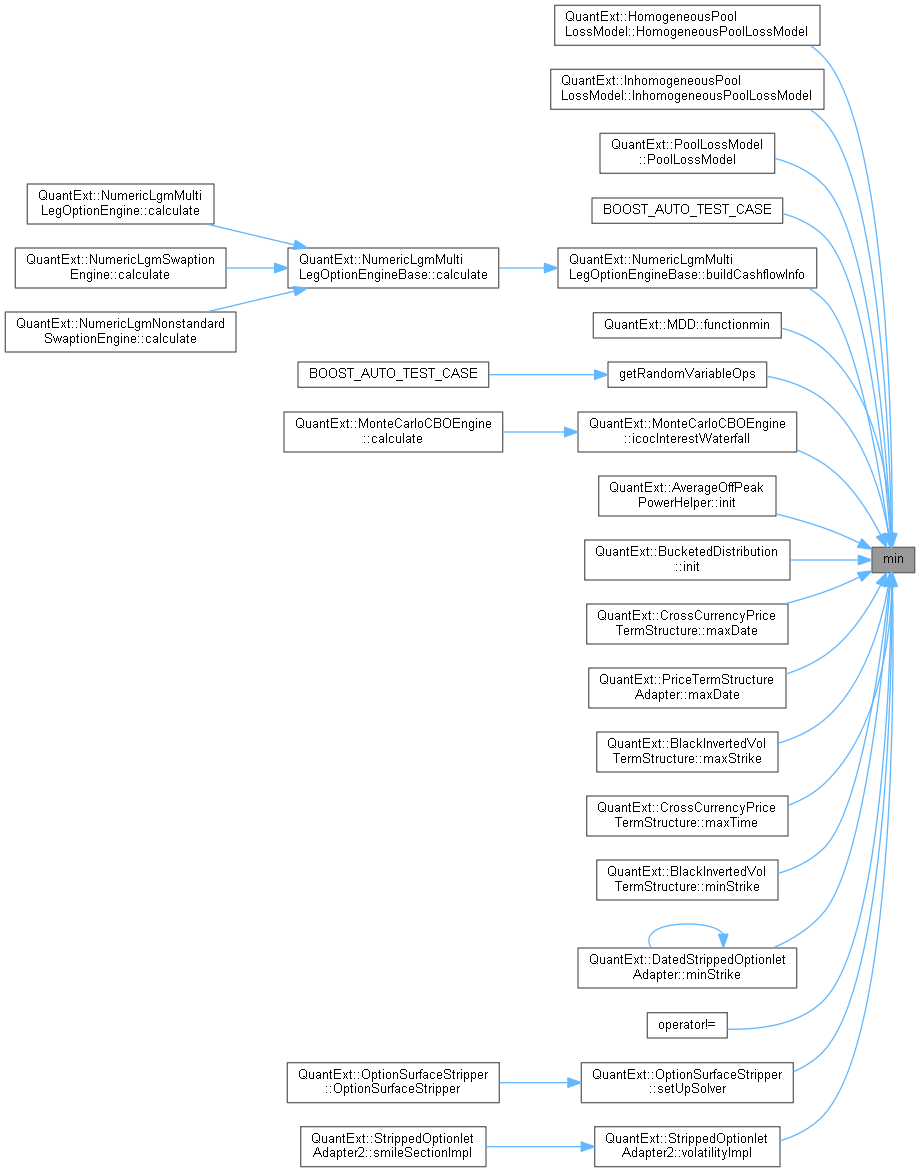 QuantExt::HomogeneousPool
LossModel::HomogeneousPoolLossModel
QuantExt::InhomogeneousPool
LossModel::InhomogeneousPoolLossModel
QuantExt::PoolLossModel
::PoolLossModel
BOOST_AUTO_TEST_CASE
QuantExt::NumericLgmMulti
LegOptionEngine::calculate
QuantExt::NumericLgmSwaption
Engine::calculate
QuantExt::NumericLgmNonstandard
SwaptionEngine::calculate
QuantExt::NumericLgmMulti
LegOptionEngineBase::calculate
QuantExt::NumericLgmMulti
LegOptionEngineBase::buildCashflowInfo
QuantExt::MDD::functionmin
BOOST_AUTO_TEST_CASE
getRandomVariableOps
QuantExt::MonteCarloCBOEngine
::calculate
QuantExt::MonteCarloCBOEngine
::icocInterestWaterfall
QuantExt::AverageOffPeak
PowerHelper::init
QuantExt::BucketedDistribution
::init
min
QuantExt::CrossCurrencyPrice
TermStructure::maxDate
QuantExt::PriceTermStructure
Adapter::maxDate
QuantExt::BlackInvertedVol
TermStructure::maxStrike
QuantExt::CrossCurrencyPrice
TermStructure::maxTime
QuantExt::BlackInvertedVol
TermStructure::minStrike
QuantExt::DatedStrippedOptionlet
Adapter::minStrike
operator!=
QuantExt::OptionSurfaceStripper
::OptionSurfaceStripper
QuantExt::OptionSurfaceStripper
::setUpSolver
QuantExt::StrippedOptionlet
Adapter2::smileSectionImpl
QuantExt::StrippedOptionlet
Adapter2::volatilityImpl